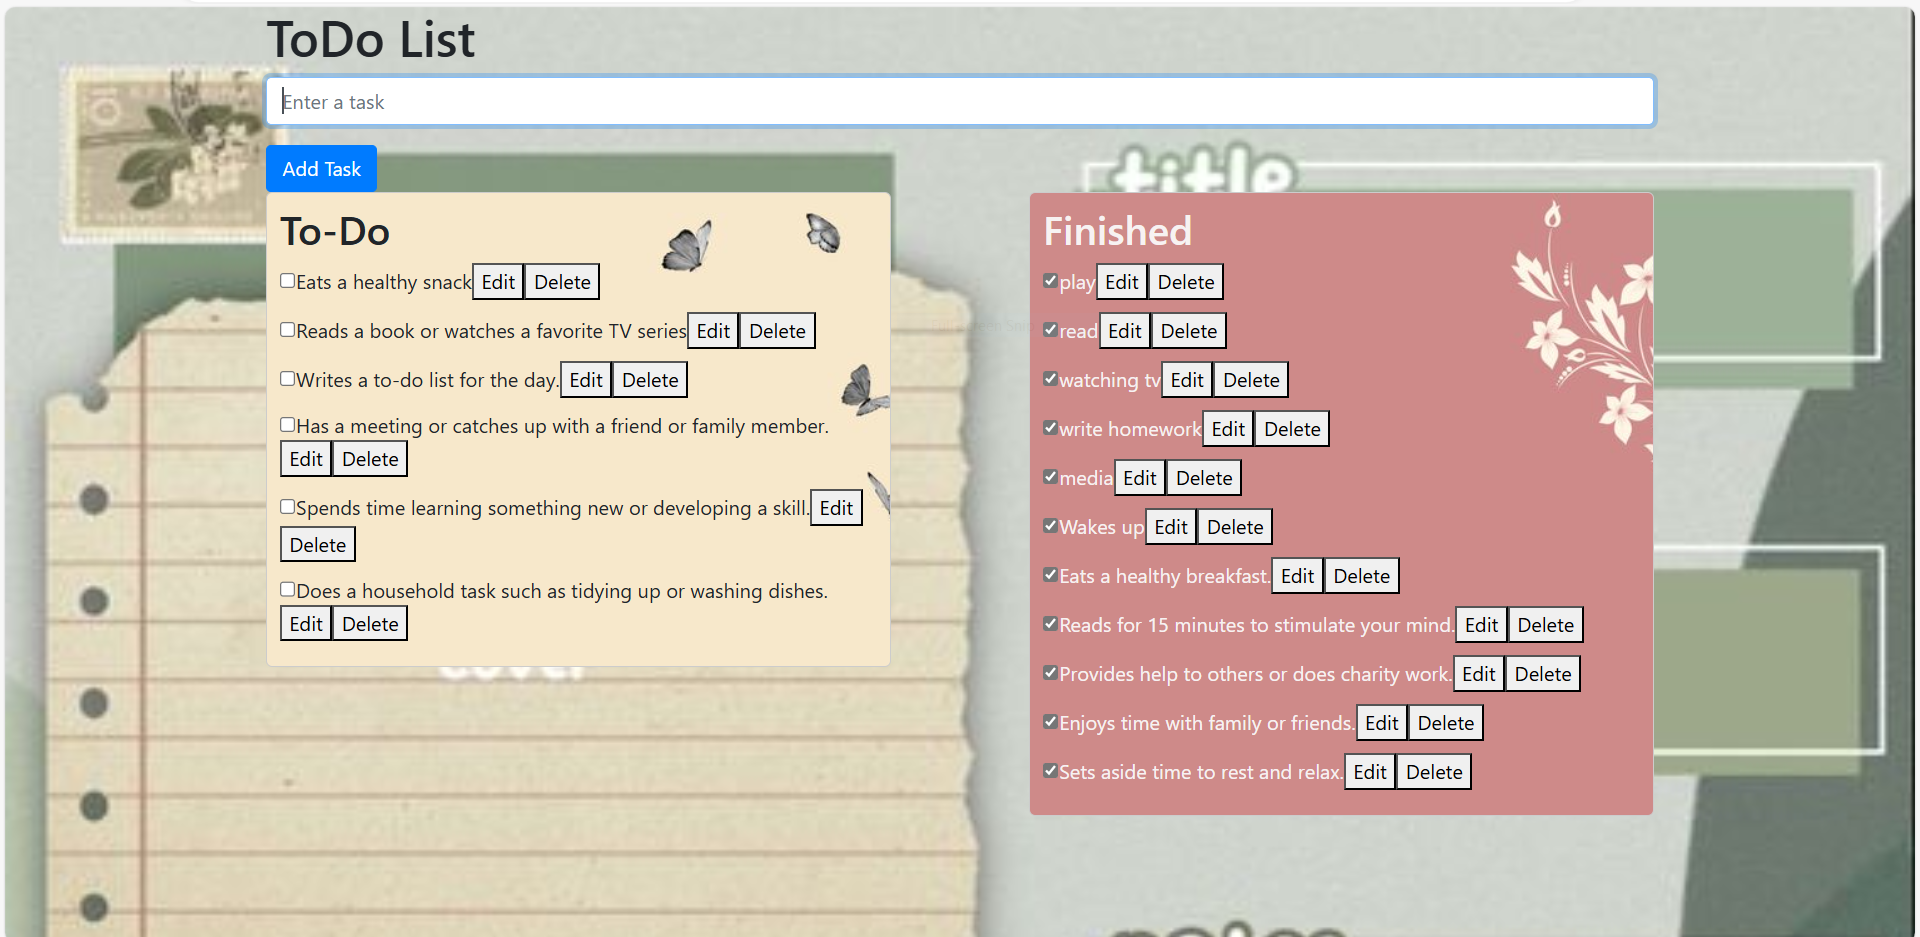 ToDo List
Enter a task
Add Task
title
To-Do
Eats a healthy snack Edit Delete
Reads a book or watches a favorite TV series Edit Delete
Writes a to-do list for the day. Edit Delete
Has a meeting or catches up with a friend or family member.
Edit Delete
Spends time learning something new or developing a skill. Edit
Delete
Does a household task such as tidying up or washing dishes.
Edit Delete
Finished
play Edit Delete
read Edit Delete
watching tv Edit Delete
write homework Edit Delete
media Edit Delete
Wakes up Edit Delete
Eats a healthy breakfast. Edit Delete
Reads for 15 minutes to stimulate your mind. Edit Delete
Provides help to others or does charity work. Edit Delete
Enjoys time with family or friends. Edit Delete
Sets aside time to rest and relax. Edit Delete